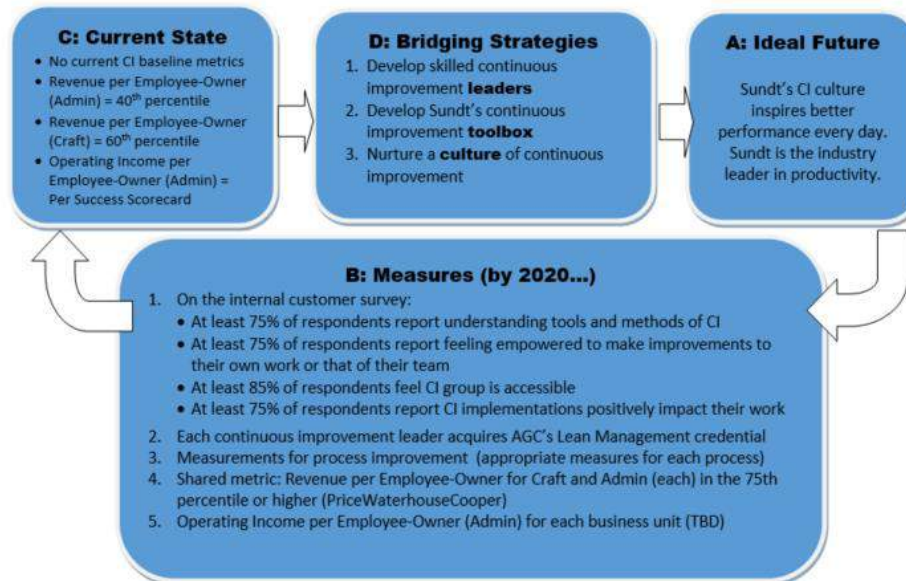 C: Current State
• No current CI baseline metrics
• Revenue per Employee-Owner
(Admin) = 40th percentile
• Revenue per Employee-Owner
(Craft) = 60th percentile
• Operating Income per
Employee-Owner (Admin) =
Per Success Scorecard
D: Bridging Strategies
1. Develop skilled continuous
improvement leaders
2. Develop Sundt's continuous
improvement toolbox
3. Nurture a culture of continuous
improvement
A: Ideal Future
Sundt's CI culture
inspires better
performance every day.
Sundt is the industry
leader in productivity.
B: Measures (by 2020...)
1. On the internal customer survey:
• At least 75% of respondents report understanding tools and methods of CI
• At least 75% of respondents report feeling empowered to make improvements to
their own work or that of their team
• At least 85% of respondents feel CI group is accessible
• At least 75% of respondents report CI implementations positively impact their work
2. Each continuous improvement leader acquires AGC's Lean Management credential
3. Measurements for process improvement (appropriate measures for each process)
4. Shared metric: Revenue per Employee-Owner for Craft and Admin (each) in the 75th
percentile or higher (PriceWaterhouseCooper)
5. Operating Income per Employee-Owner (Admin) for each business unit (TBD)